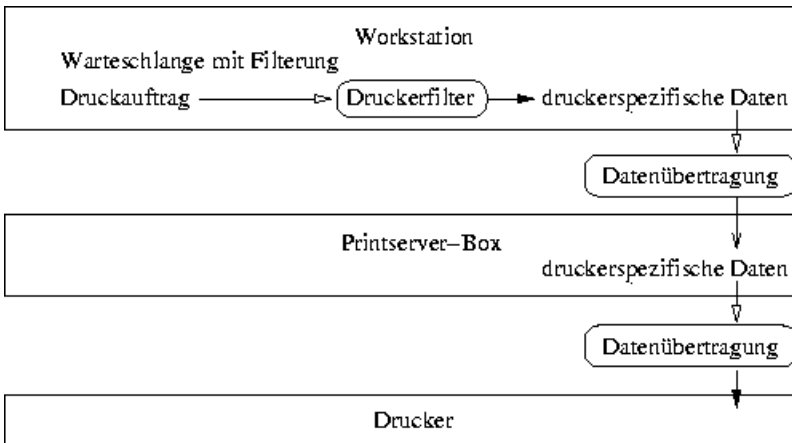 Workstation
Warteschlange mit Filterung
Druckauftrag Druckerfilter druckerspezifische Daten
Datenübertragung
Printserver–Box
druckerspezifische Daten
Datenübertragung
Drucker